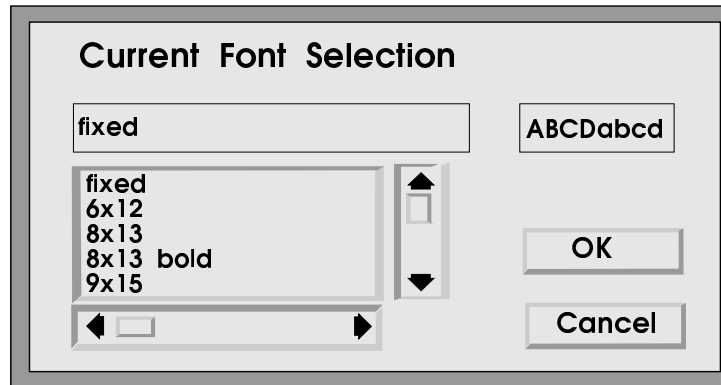 Current Font Selection
fixed
ABCDabcd
fixed
6x12
8x13
8x13 bold
9x15
OK
Cancel